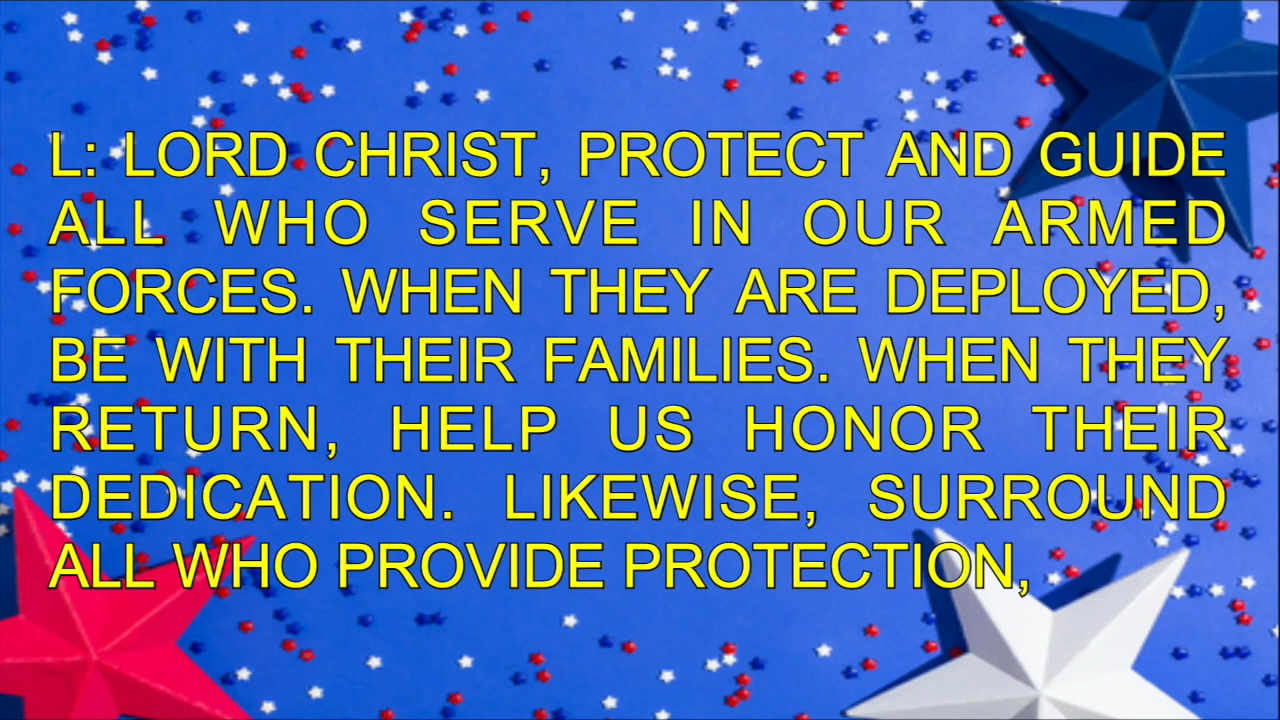 L: LORD CHRIST, PROTECT AND GUIDE
ALL WHO SERVE IN OUR ARMED
FORCES. WHEN THEY ARE DEPLOYED,
BE WITH THEIR FAMILIES. WHEN THEY
RETURN, HELP US HONOR THEIR
DEDICATION. LIKEWISE, SURROUND
ALL WHO PROVIDE PROTECTION,